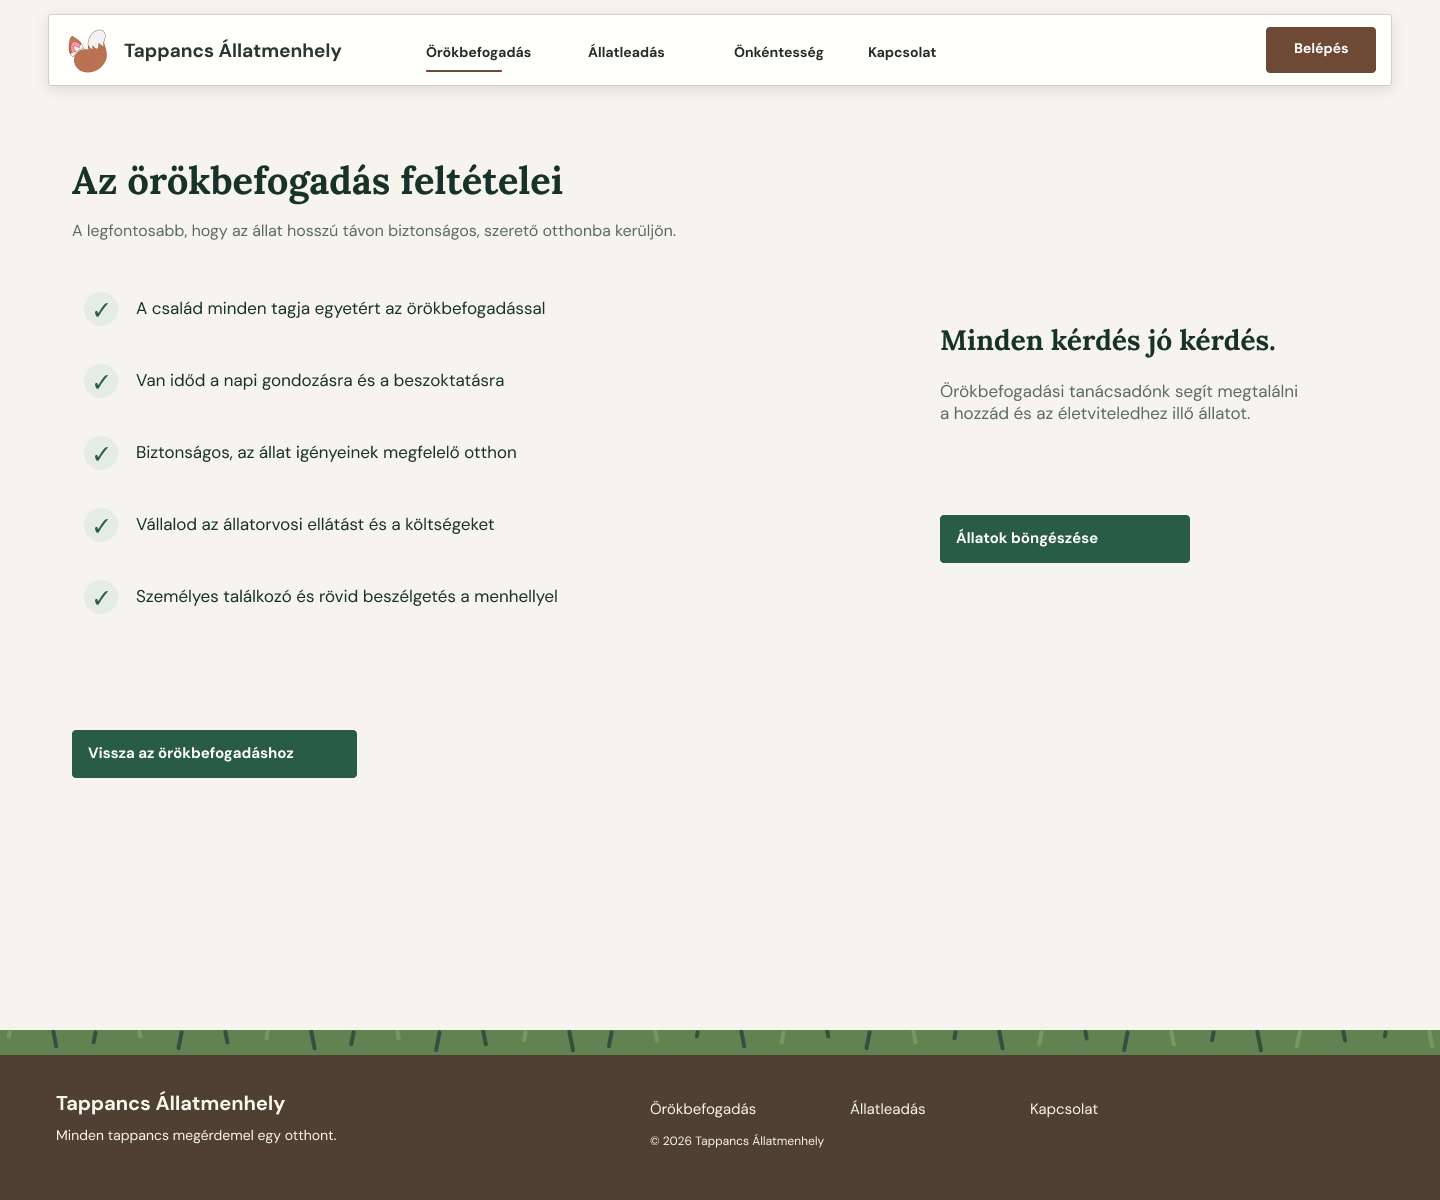 Tappancs Állatmenhely
Örökbefogadás
Állatleadás
Önkéntesség
Kapcsolat
Belépés
Az örökbefogadás feltételei
A legfontosabb, hogy az állat hosszú távon biztonságos, szerető otthonba kerüljön.
✓ A család minden tagja egyetért az örökbefogadással
✓ Van időd a napi gondozásra és a beszoktatásra
✓ Biztonságos, az állat igényeinek megfelelő otthon
✓ Vállalod az állatorvosi ellátást és a költségeket
✓ Személyes találkozó és rövid beszélgetés a menhellyel
Vissza az örökbefogadáshoz
Minden kérdés jó kérdés.
Örökbefogadási tanácsadónk segít megtalálni
a hozzád és az életviteledhez illő állatot.
Állatok böngészése
Tappancs Állatmenhely
Minden tappancs megérdemel egy otthont.
Örökbefogadás
Állatleadás
Kapcsolat
© 2026 Tappancs Állatmenhely